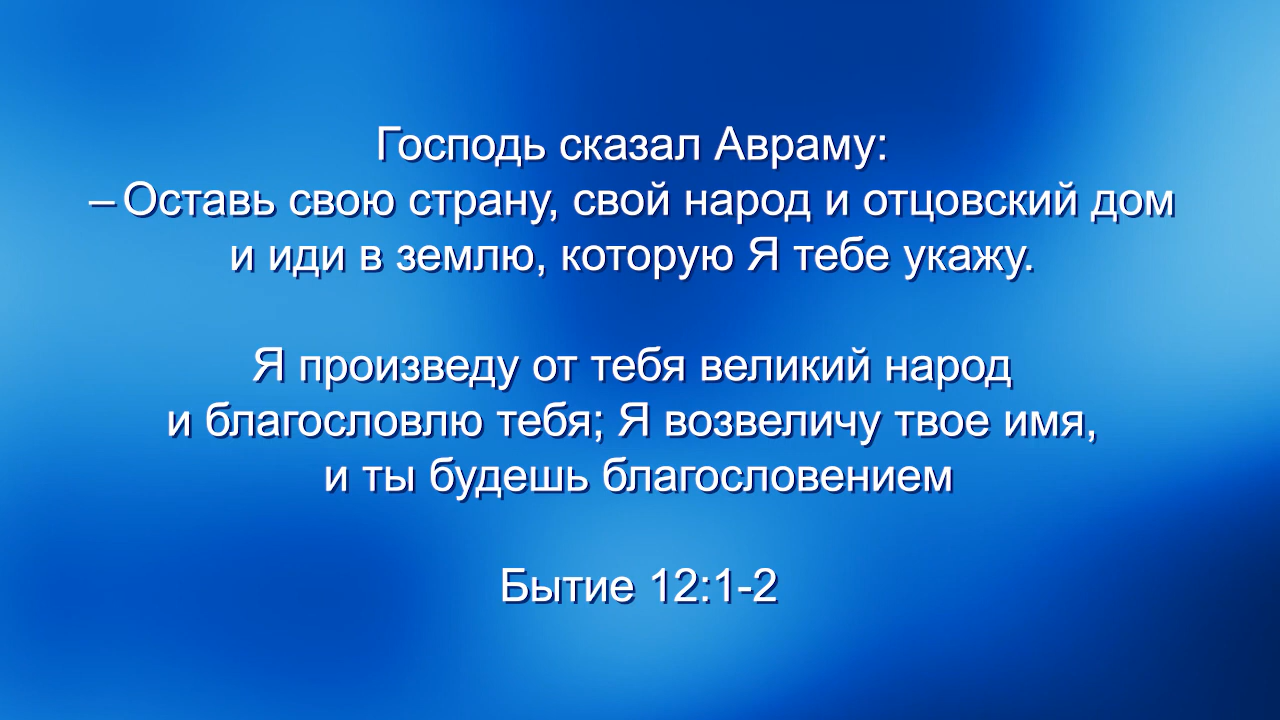 Господь сказал Авраму:
– Оставь свою страну, свой народ и отцовский дом
и иди в землю, которую Я тебе укажу.
Я произведу от тебя великий народ
и благословлю тебя; Я возвеличу твое имя,
и ты будешь благословением
Бытие 12:1-2